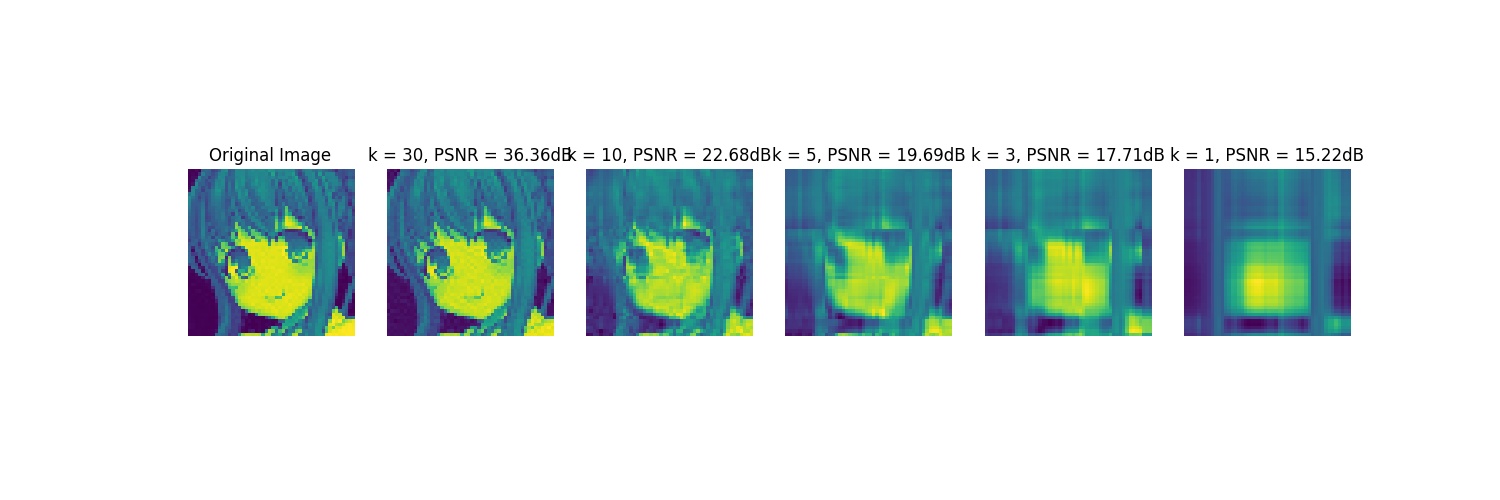 Original Image
k = 30, PSNR = 36.36dB
k = 10, PSNR = 22.68dB
k = 5, PSNR = 19.69dB
k = 3, PSNR = 17.71dB
k = 1, PSNR = 15.22dB